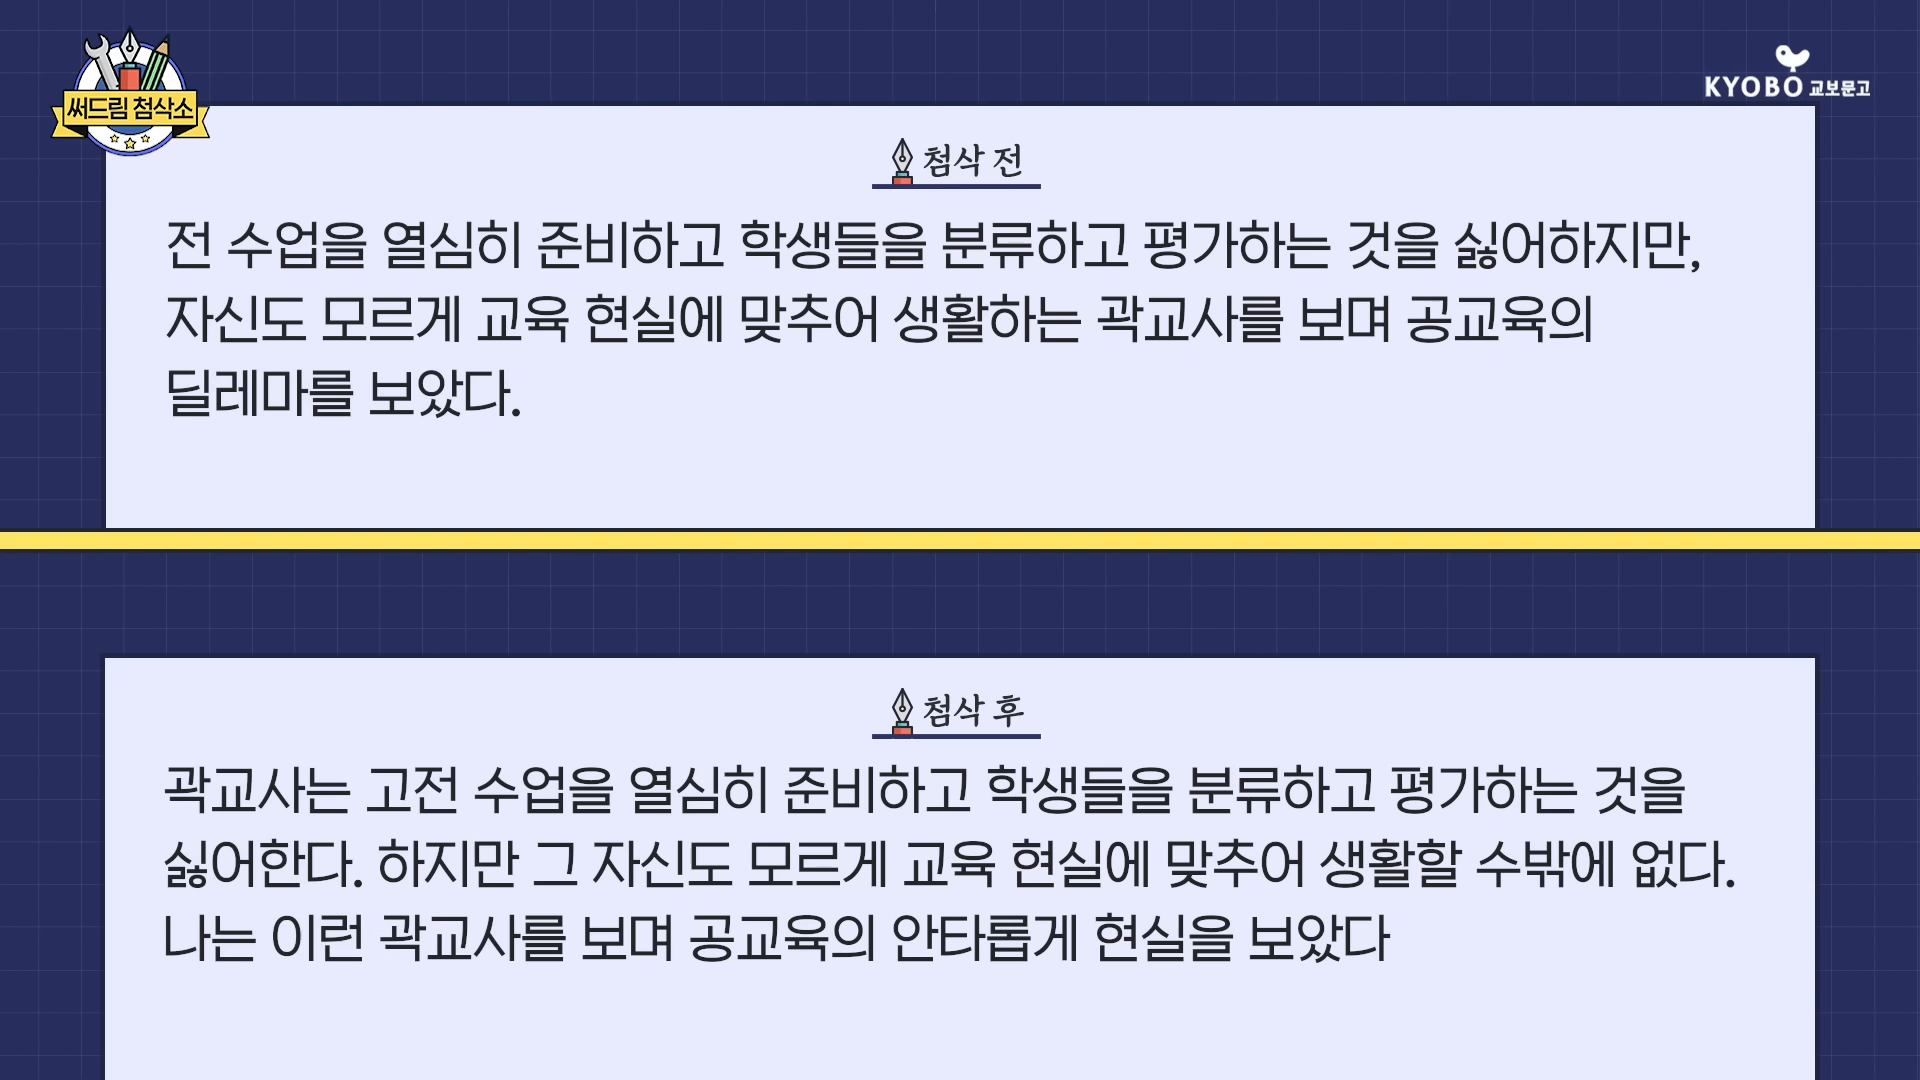 써드림 첨삭소
KYOBO 교보문고
첨삭 전
전 수업을 열심히 준비하고 학생들을 분류하고 평가하는 것을 싫어하지만,
자신도 모르게 교육 현실에 맞추어 생활하는 곽교사를 보며 공교육의
딜레마를 보았다.
첨삭 후
곽교사는 고전 수업을 열심히 준비하고 학생들을 분류하고 평가하는 것을
싫어한다. 하지만 그 자신도 모르게 교육 현실에 맞추어 생활할 수밖에 없다.
나는 이런 곽교사를 보며 공교육의 안타롭게 현실을 보았다